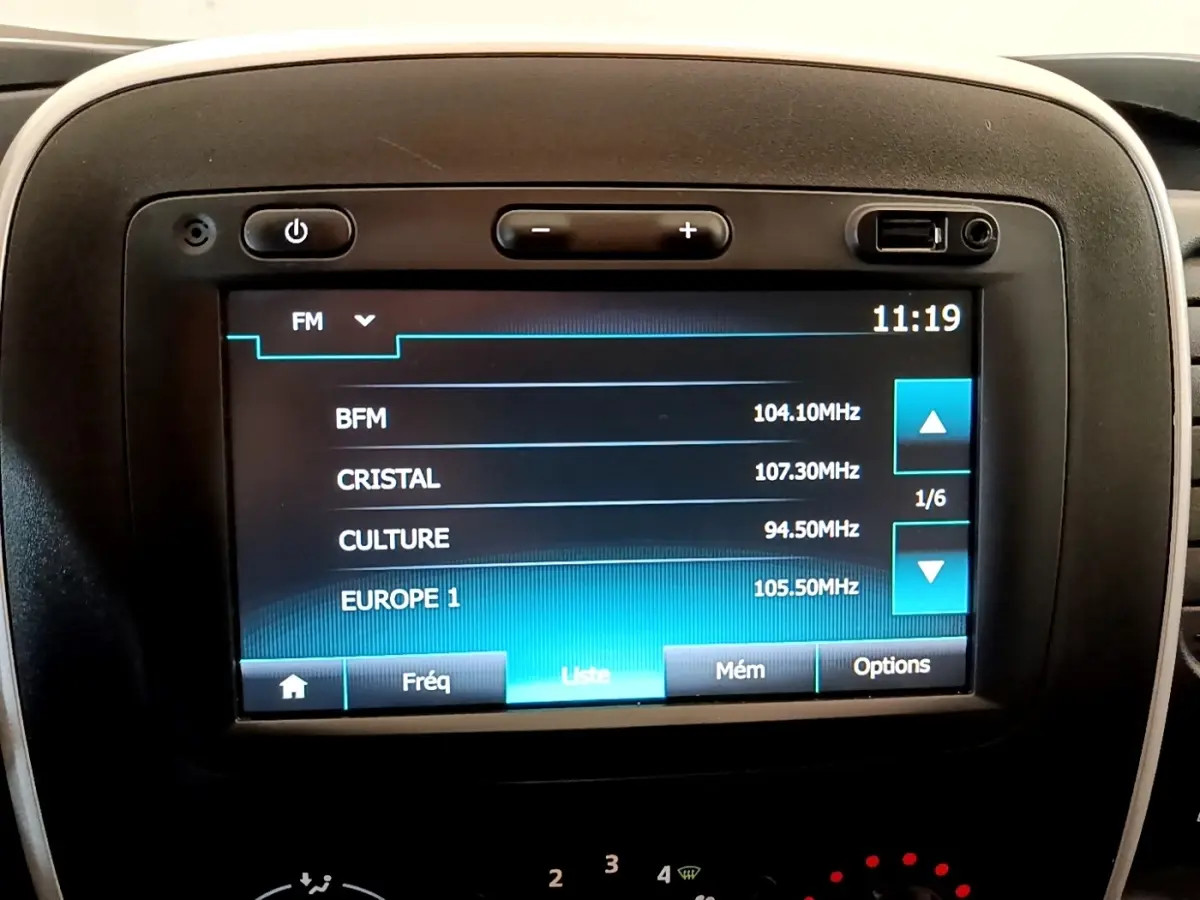 FM 11:19
BFM 104.10MHz
CRISTAL 107.30MHz
1/6
CULTURE 94.50MHz
EUROPE 1 105.50MHz
Fréq Liste Mém Options
2 3 4